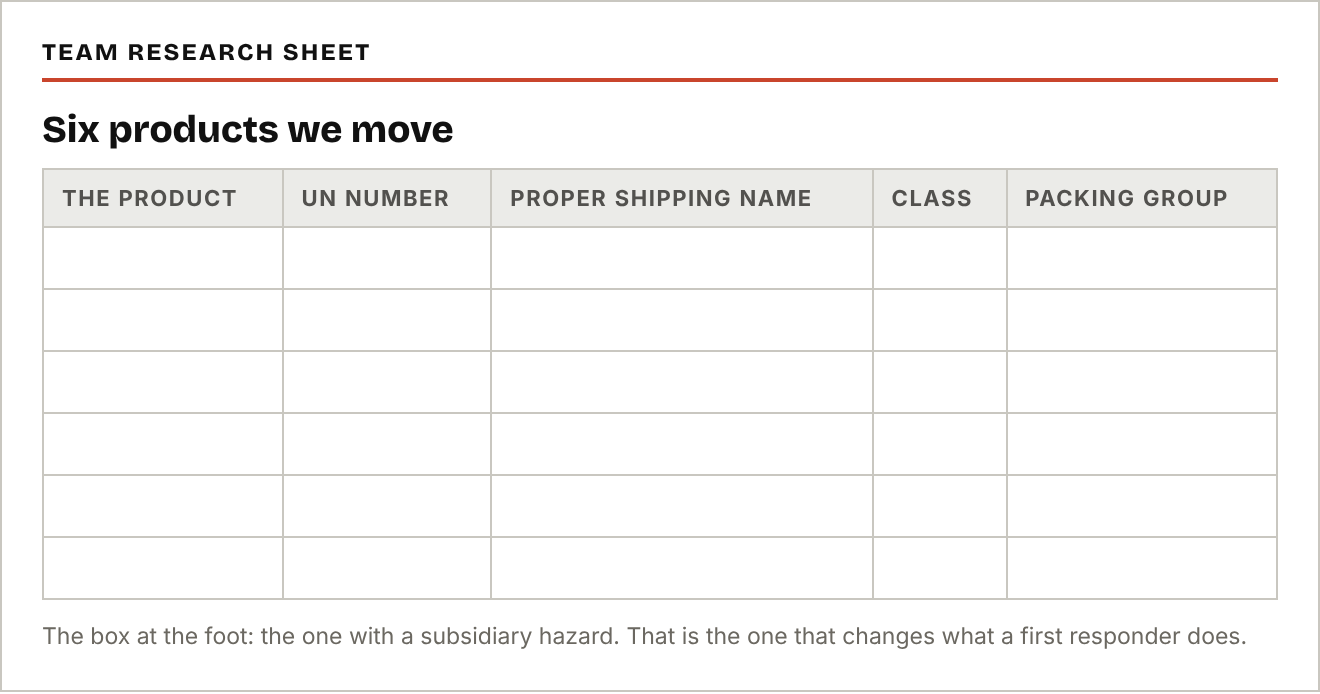 TEAM RESEARCH SHEET
Six products we move
THE PRODUCT UN NUMBER PROPER SHIPPING NAME CLASS PACKING GROUP
The box at the foot: the one with a subsidiary hazard. That is the one that changes what a first responder does.